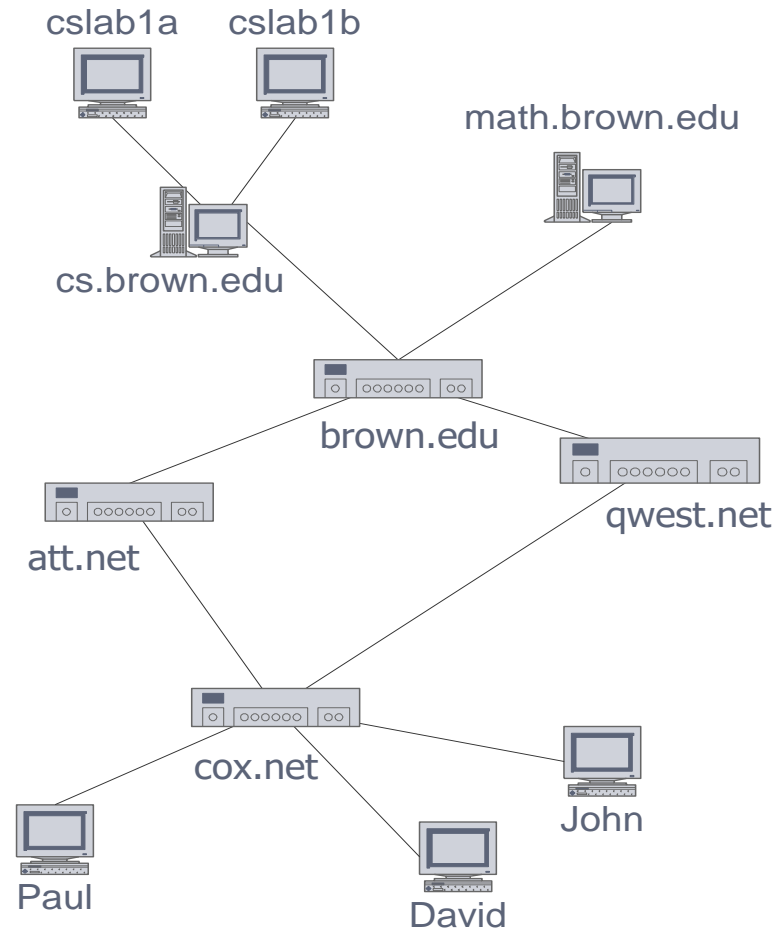 cslab1a
cslab1b
math.brown.edu
cs.brown.edu
brown.edu
qwest.net
att.net
cox.net
John
Paul
David